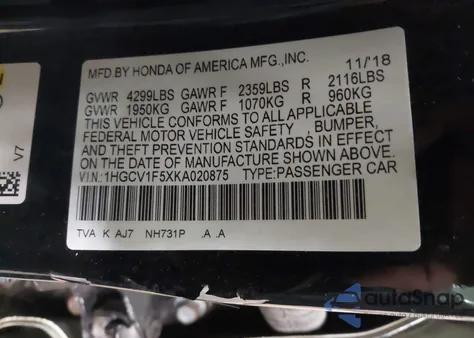 MFD.BY HONDA OF AMERICA MFG.,INC. 11/18
GVWR 4299LBS GAWR F 2359LBS R 2116LBS
GVWR 1950KG GAWR F 1070KG R 960KG
THIS VEHICLE CONFORMS TO ALL APPLICABLE
FEDERAL MOTOR VEHICLE SAFETY , BUMPER,
AND THEFT PREVENTION STANDARDS IN EFFECT
ON THE DATE OF MANUFACTURE SHOWN ABOVE.
V.I.N.:1HGCV1F5XKA020875 TYPE:PASSENGER CAR
TVA K AJ7 NH731P .A .A
V7
autoSnap